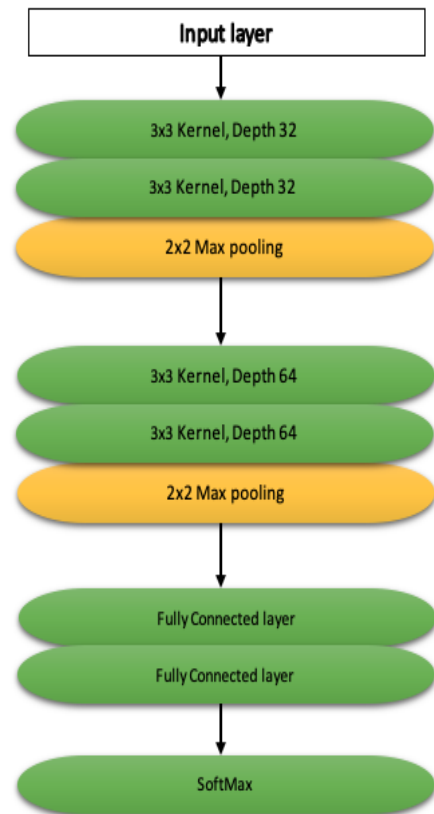 Input layer
3x3 Kernel, Depth 32
3x3 Kernel, Depth 32
2x2 Max pooling
3x3 Kernel, Depth 64
3x3 Kernel, Depth 64
2x2 Max pooling
Fully Connected layer
Fully Connected layer
SoftMax